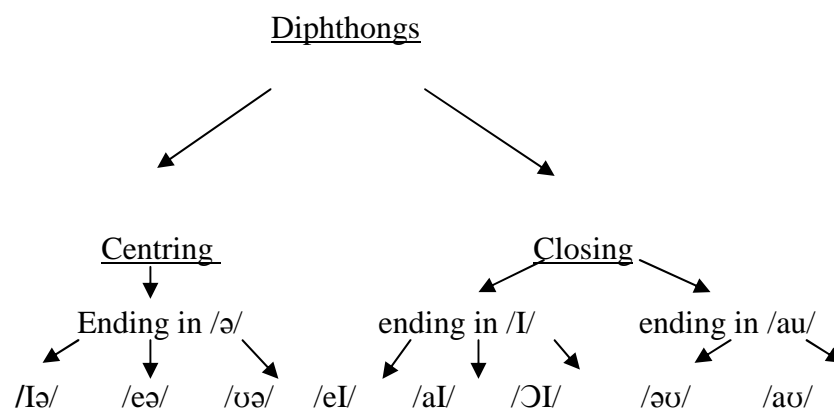 Diphthongs
Centring Closing
Ending in /ə/ ending in /I/ ending in /au/
/Iə/ /eə/ /ʊə/ /eI/ /aI/ /ƆI/ /əʊ/ /aʊ/